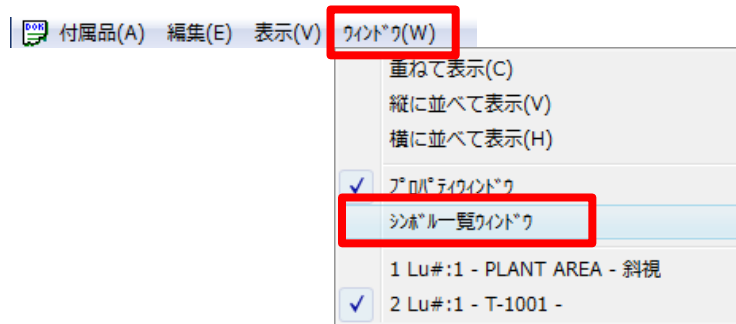 付属品(A) 編集(E) 表示(V) ｳｨﾝﾄﾞｳ(W)
重ねて表示(C)
縦に並べて表示(V)
横に並べて表示(H)
ﾌﾟﾛﾊﾟﾃｨｳｨﾝﾄﾞｳ
ｼﾝﾎﾞﾙ一覧ｳｨﾝﾄﾞｳ
1 Lu#:1 - PLANT AREA - 斜視
2 Lu#:1 - T-1001 -